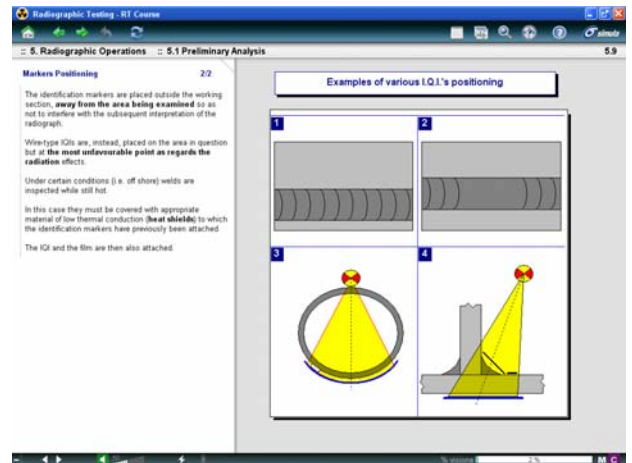 Radiographic Testing - RT Course
simula
:: 5. Radiographic Operations :: 5.1 Preliminary Analysis 5.9
Markers Positioning 2/2
The identification markers are placed outside the working
section, away from the area being examined so as
not to interfere with the subsequent interpretation of the
radiograph.
Wire-type IQIs are, instead, placed on the area in question
but at the most unfavourable point as regards the
radiation effects.
Under certain conditions (i.e. off shore) welds are
inspected while still hot.
In this case they must be covered with appropriate
material of low thermal conduction (heat shields) to which
the identification markers have previously been attached
The IQI and the film are then also attached.
Examples of various I.Q.I.'s positioning
1
2
3
4
2 %
M C